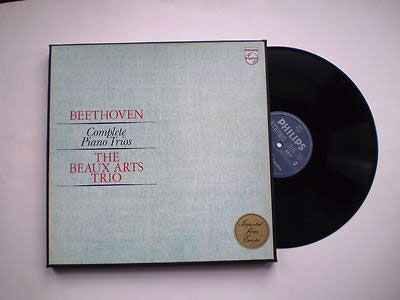 PHILIPS
BEETHOVEN
Complete
Piano Trios
THE
BEAUX ARTS
TRIO
Imported
from
Europe
PHILIPS